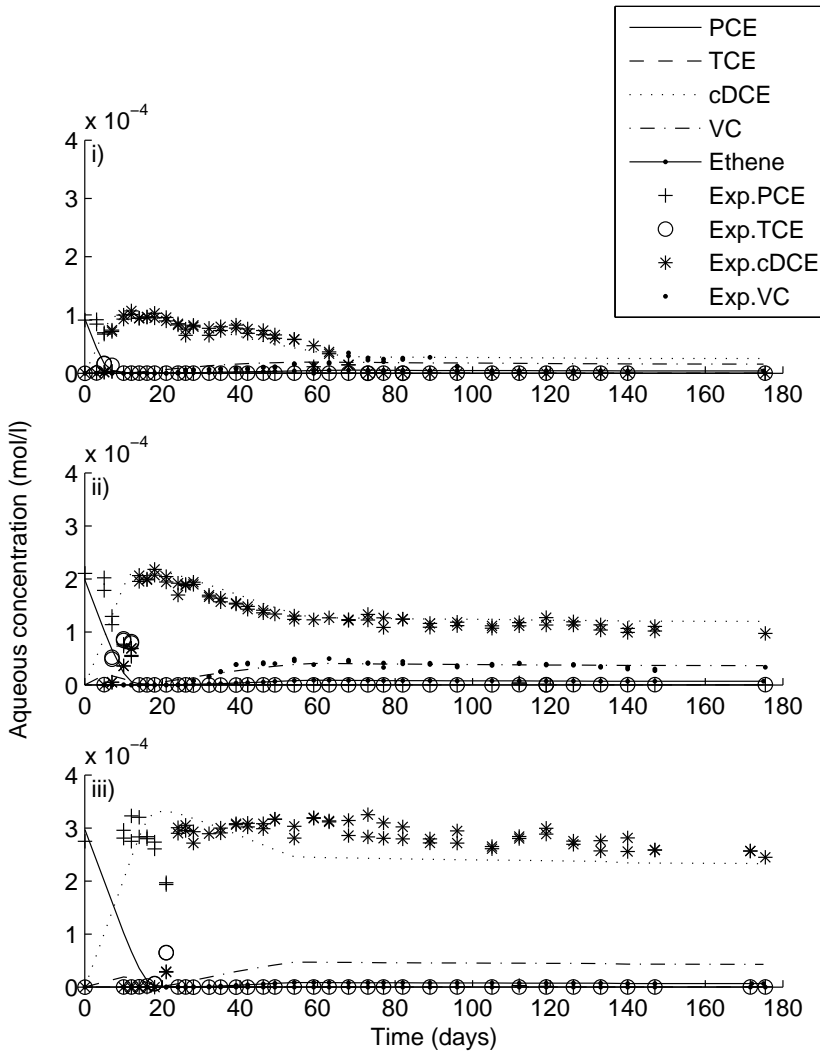 PCE
TCE
cDCE
VC
Ethene
Exp.PCE
Exp.TCE
Exp.cDCE
Exp.VC
x 10−4
i)
4
3
2
1
0
0 20 40 60 80 100 120 140 160 180
x 10−4
ii)
4
3
2
1
0
0 20 40 60 80 100 120 140 160 180
x 10−4
iii)
4
3
2
1
0
0 20 40 60 80 100 120 140 160 180
Aqueous concentration (mol/l)
Time (days)